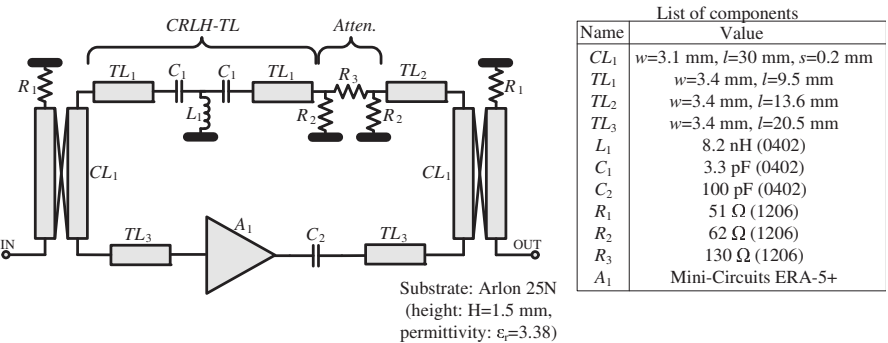 CRLH-TL
Atten.
R1
TL1
C1
C1
TL1
R3
TL2
R1
L1
R2
R2
CL1
CL1
TL3
A1
C2
TL3
IN
OUT
Substrate: Arlon 25N
(height: H=1.5 mm,
permittivity: εr=3.38)
List of components
Name Value
CL1 w=3.1 mm, l=30 mm, s=0.2 mm
TL1 w=3.4 mm, l=9.5 mm
TL2 w=3.4 mm, l=13.6 mm
TL3 w=3.4 mm, l=20.5 mm
L1 8.2 nH (0402)
C1 3.3 pF (0402)
C2 100 pF (0402)
R1 51 Ω (1206)
R2 62 Ω (1206)
R3 130 Ω (1206)
A1 Mini-Circuits ERA-5+